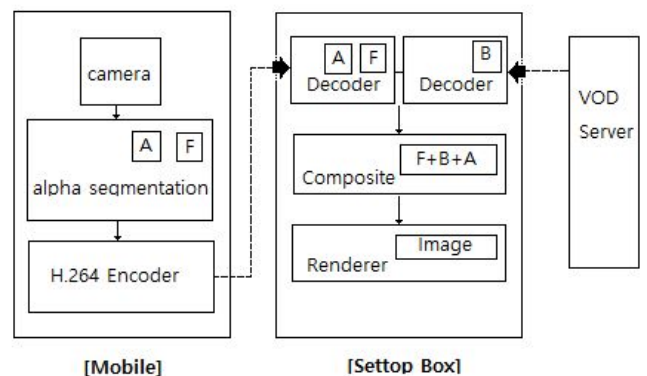 camera
A F
alpha segmentation
H.264 Encoder
[Mobile]
A F
Decoder
B
Decoder
F+B+A
Composite
Image
Renderer
[Settop Box]
VOD
Server